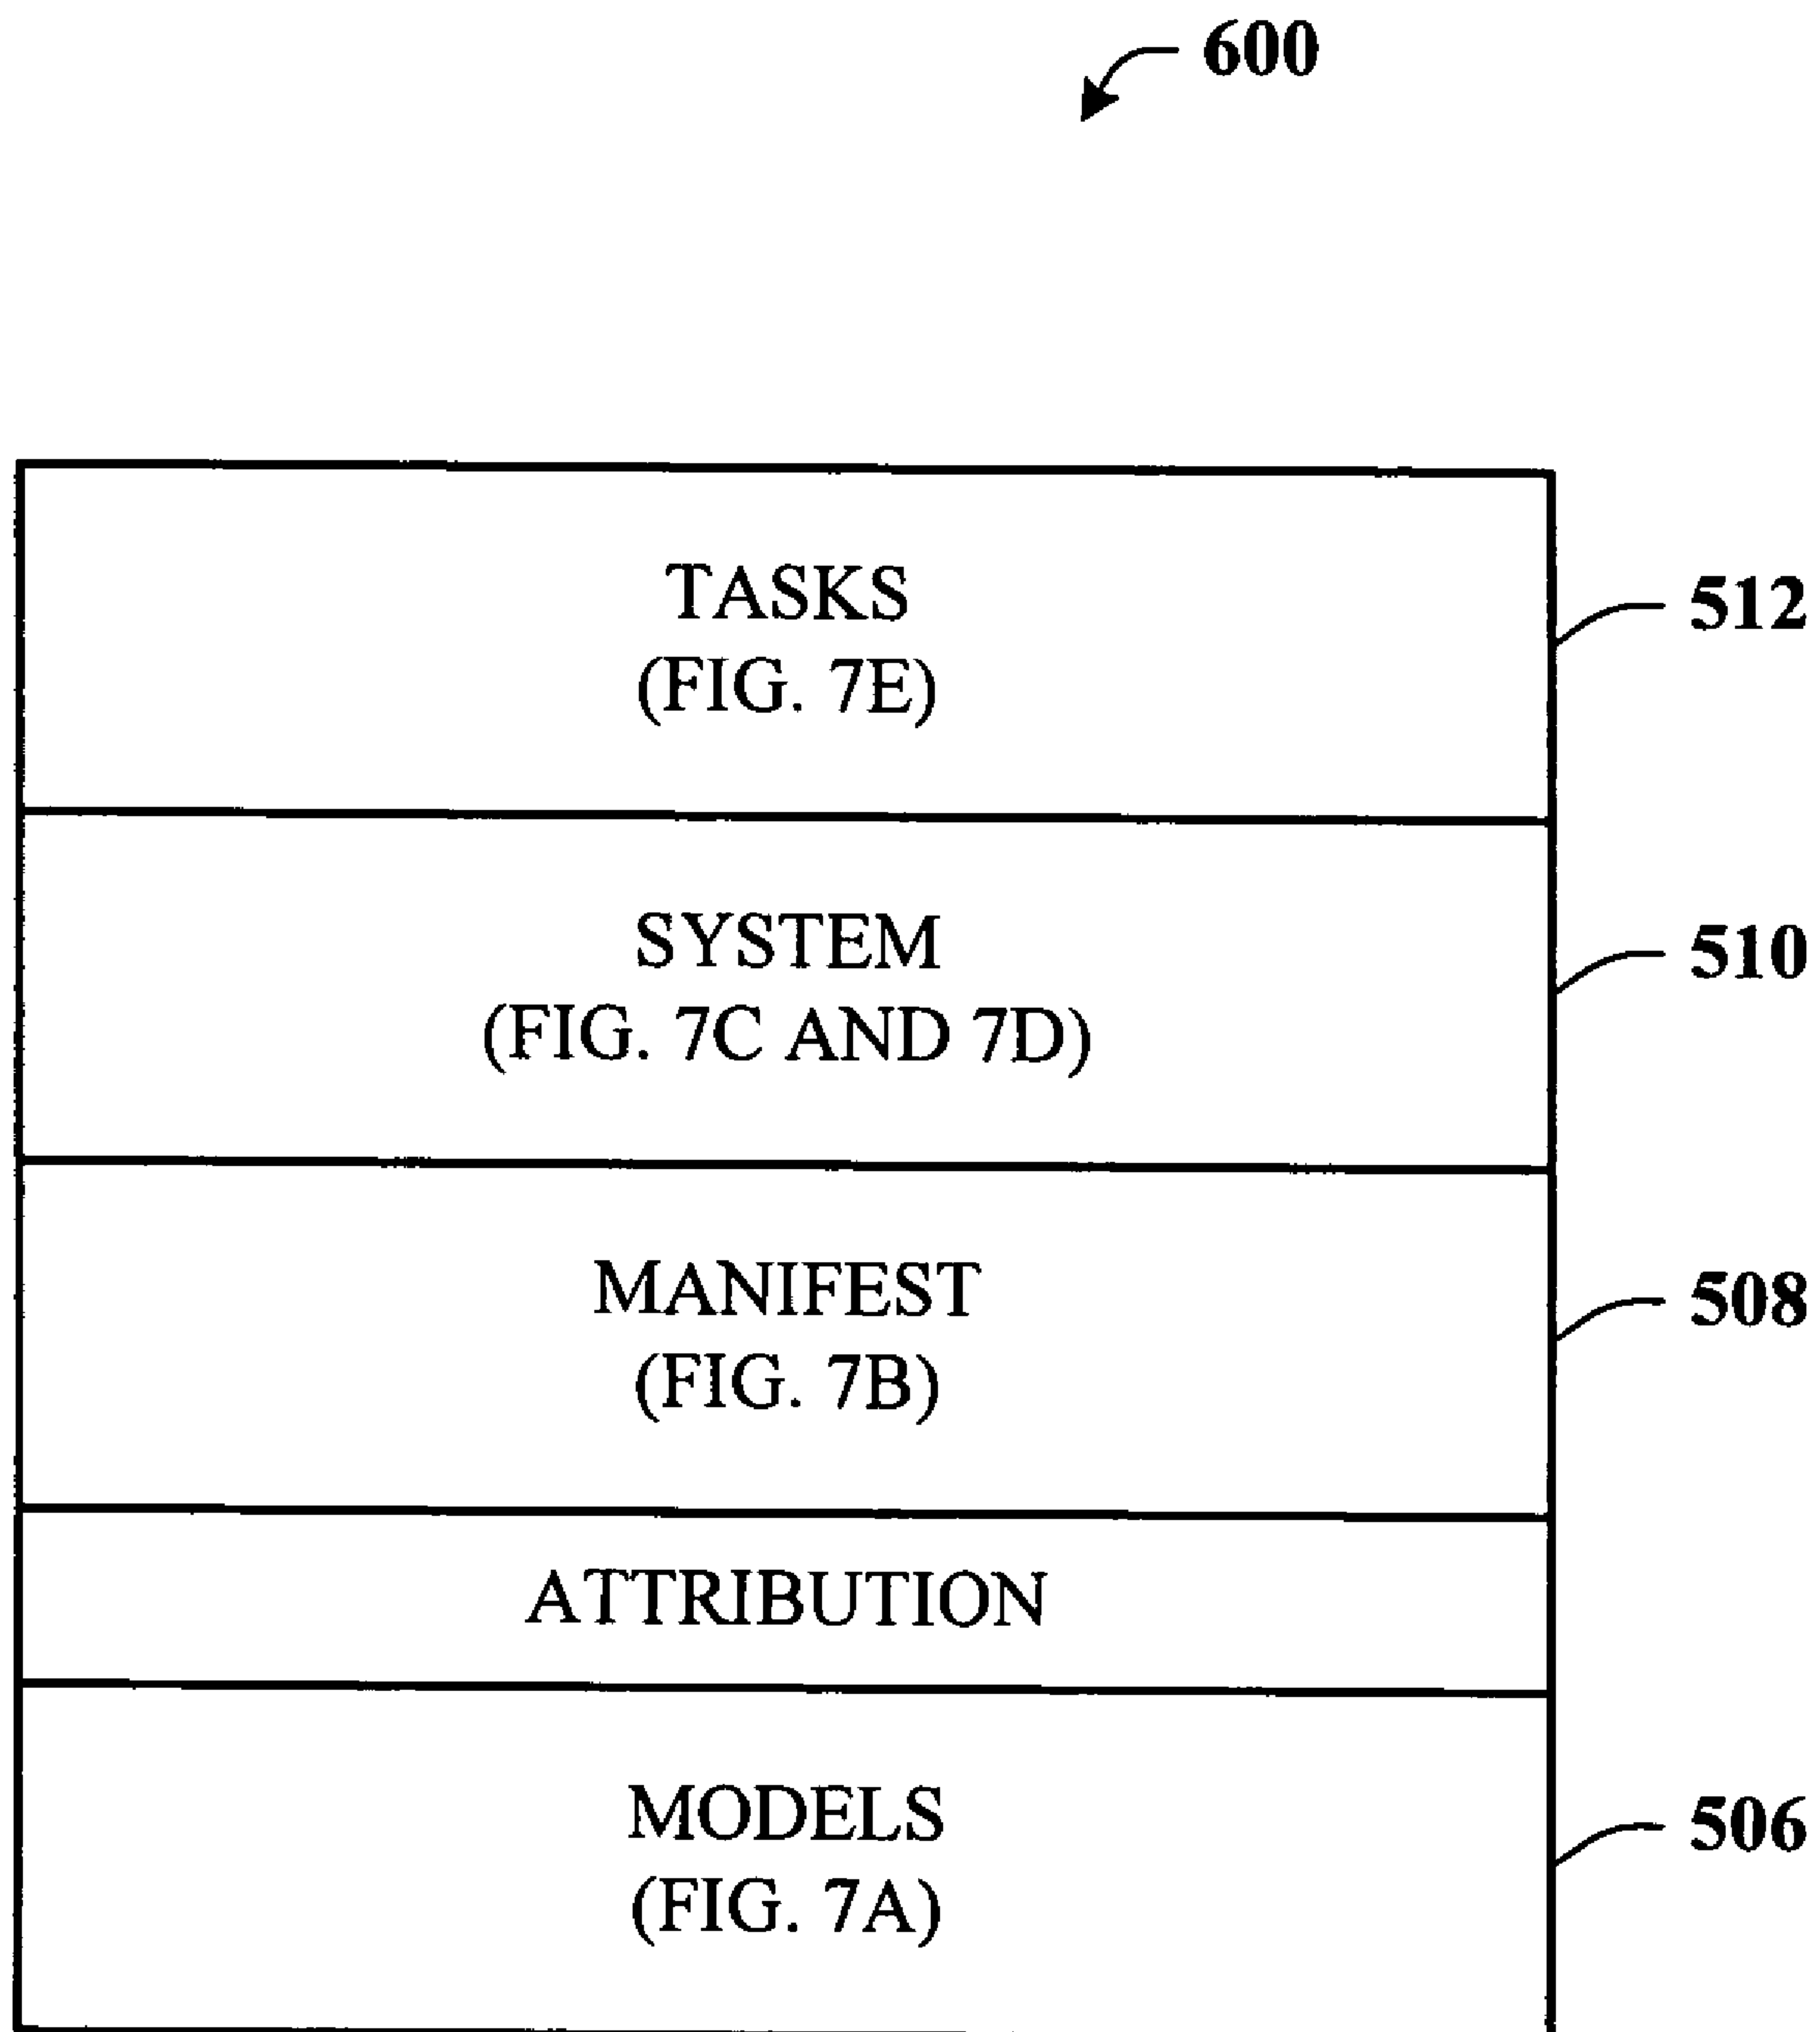 600
TASKS
(FIG. 7E)
512
SYSTEM
(FIG. 7C AND 7D)
510
MANIFEST
(FIG. 7B)
508
ATTRIBUTION
MODELS
(FIG. 7A)
506